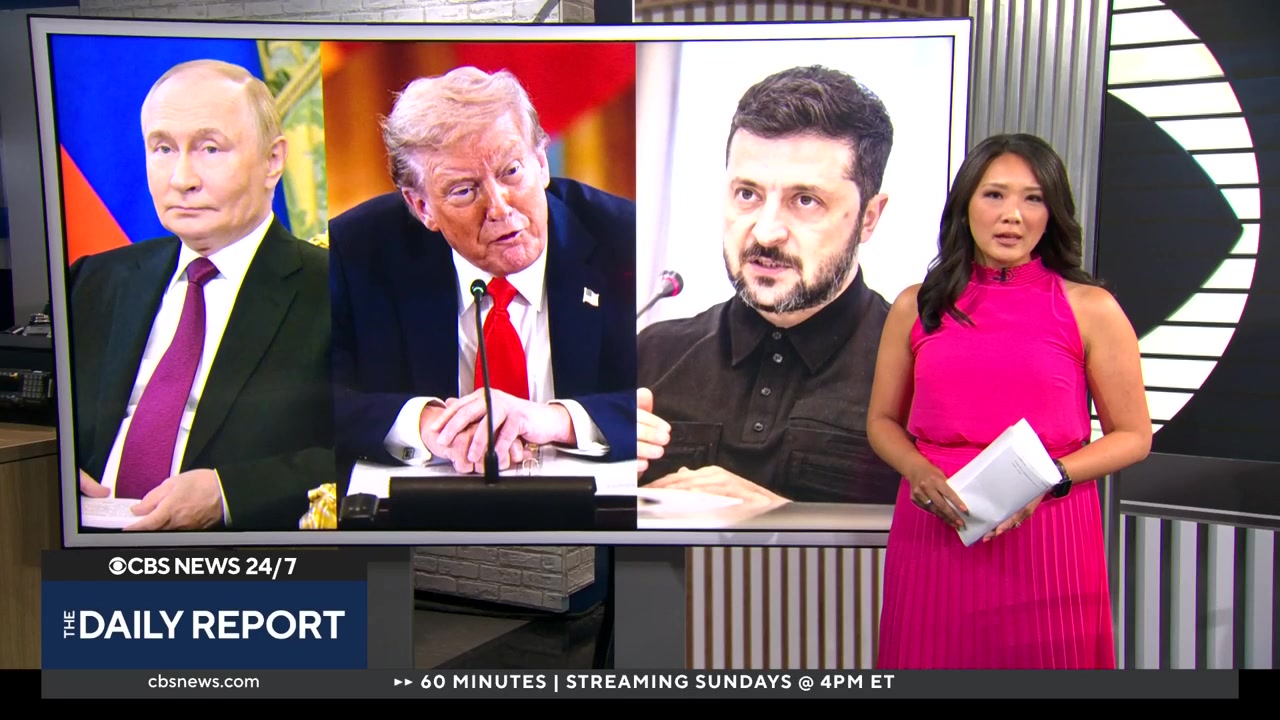 CBS NEWS 24/7
THE DAILY REPORT
cbsnews.com
60 MINUTES | STREAMING SUNDAYS @ 4PM ET